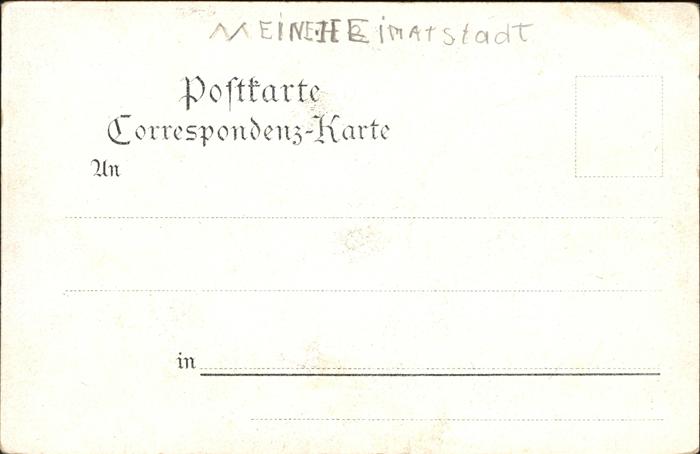 MEINE HEimatstadt
Postkarte
Correspondenz-Karte
An
in